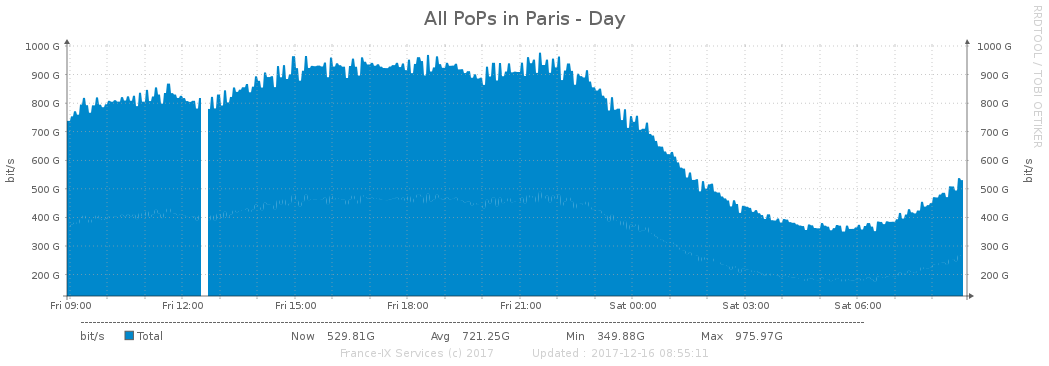 All PoPs in Paris - Day
RRDTOOL / TOBI OETIKER
1000 G 1000 G
900 G 900 G
800 G 800 G
700 G 700 G
600 G 600 G
500 G 500 G
400 G 400 G
300 G 300 G
200 G 200 G
bit/s bit/s
Fri 09:00 Fri 12:00 Fri 15:00 Fri 18:00 Fri 21:00 Sat 00:00 Sat 03:00 Sat 06:00
bit/s Total Now 529.81G Avg 721.25G Min 349.88G Max 975.97G
France-IX Services (c) 2017 Updated : 2017-12-16 08:55:11